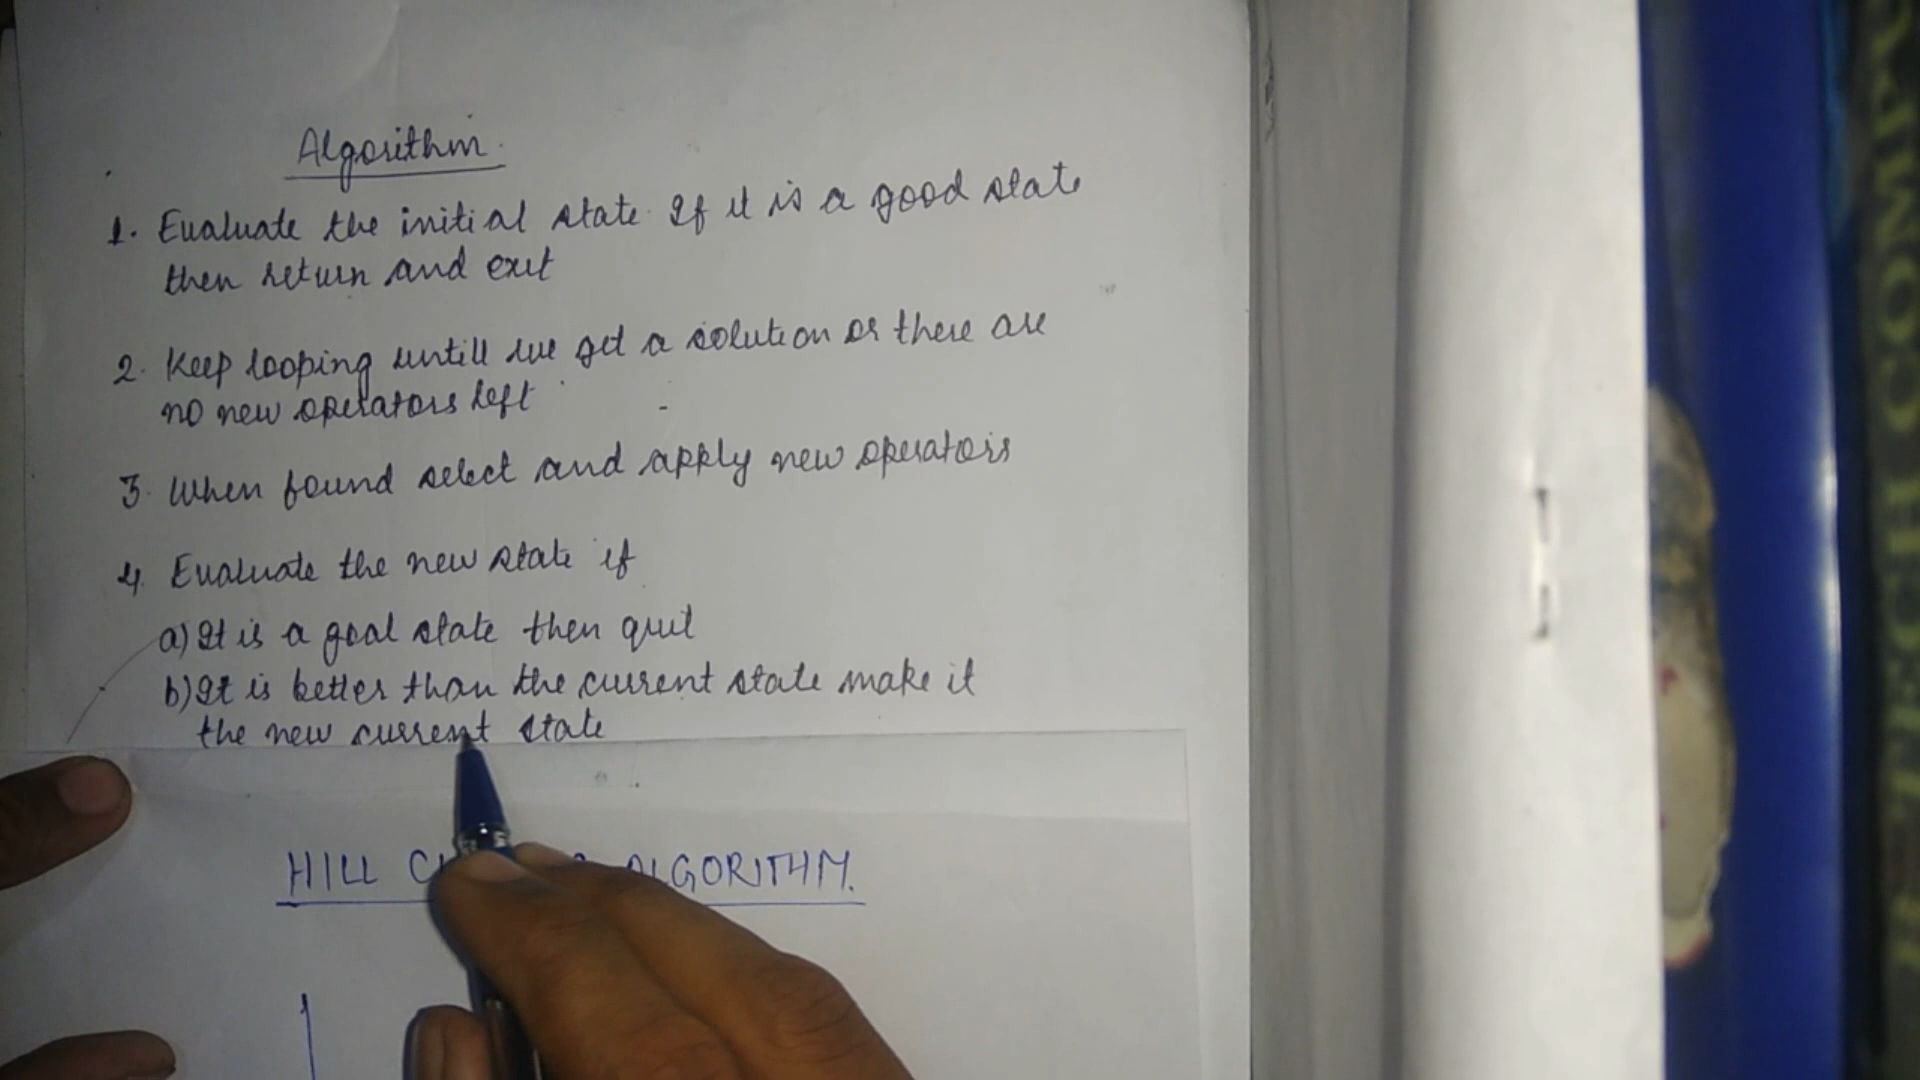 Algorithm.
1. Evaluate the initial state. If it is a good state
then return and exit
2. Keep looping untill we get a solution or there are
no new operators left
3. When found select and apply new operators
4. Evaluate the new state if
a) It is a goal state then quit
b) It is better than the current state make it
the new current state
HILL ALGORITHM.